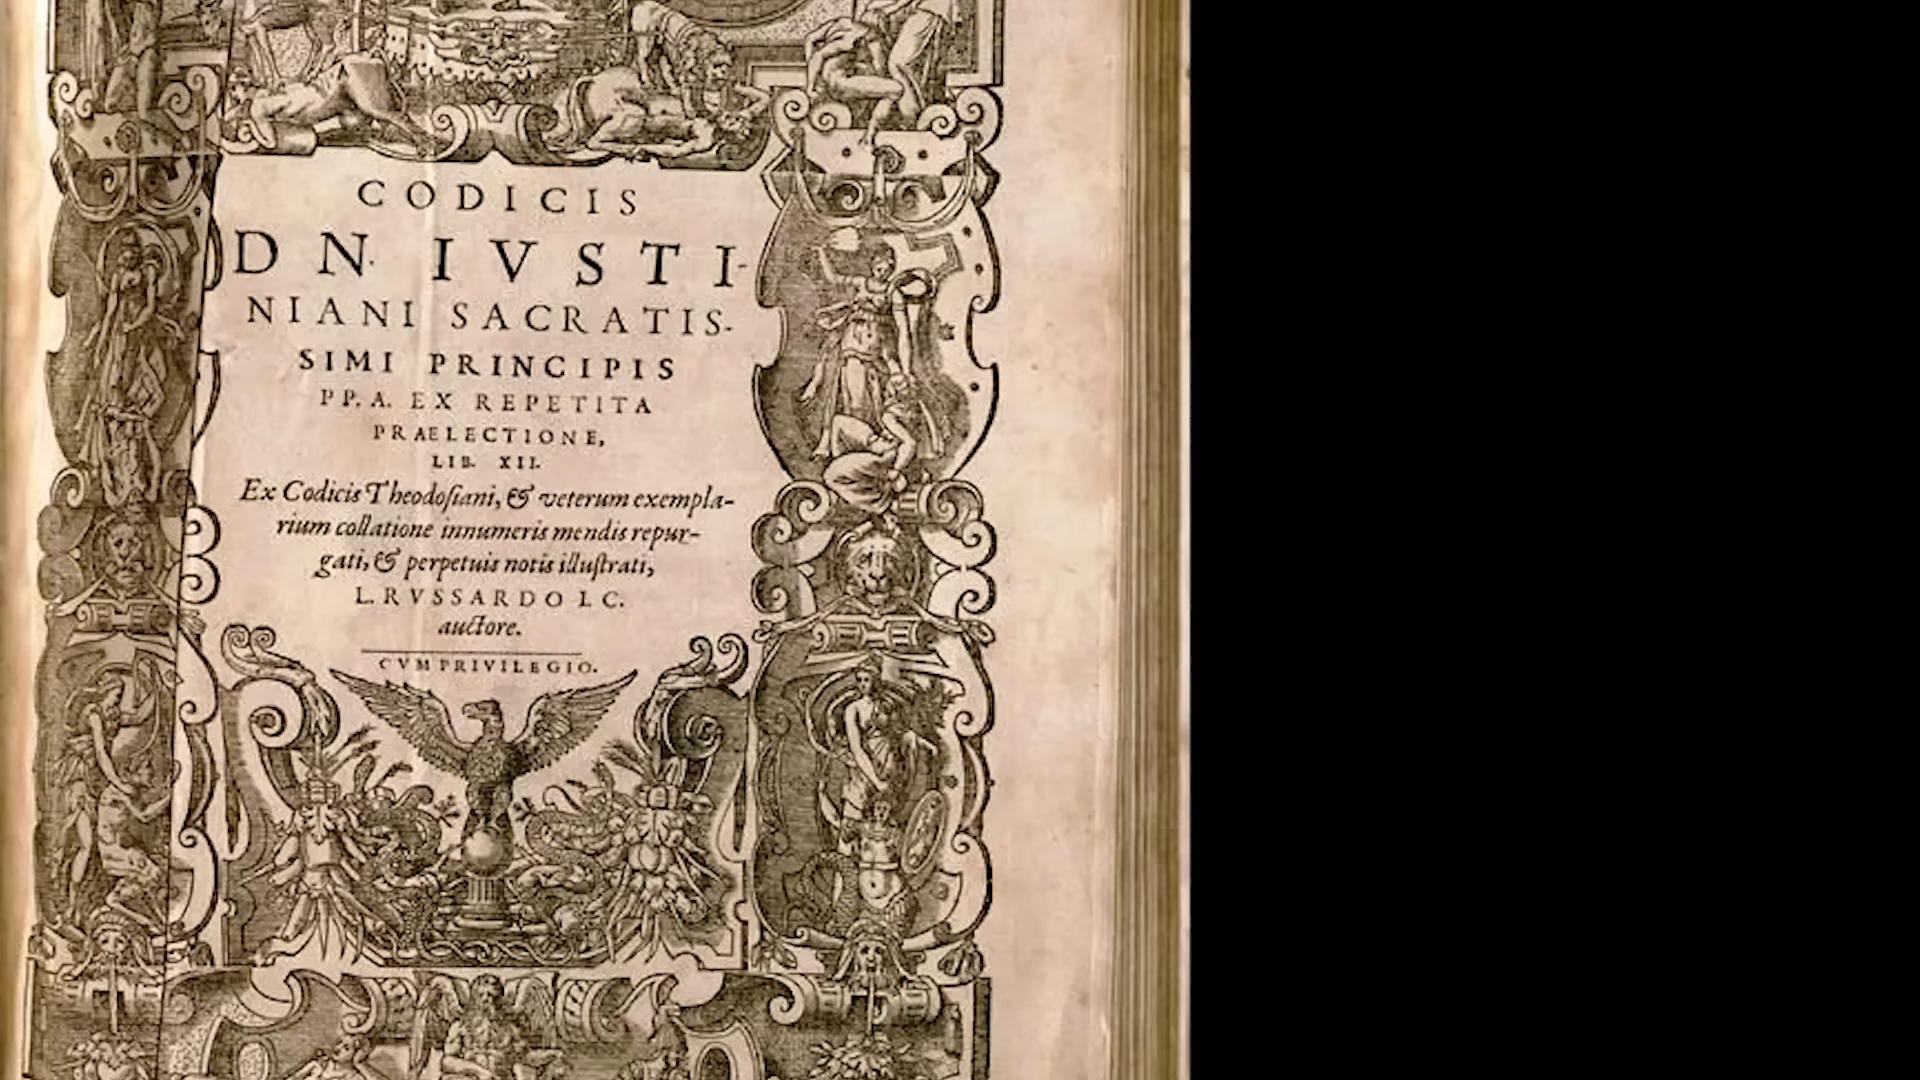 CODICIS
DN. IVSTI-
NIANI SACRATIS-
SIMI PRINCIPIS
PP. A. EX REPETITA
PRAELECTIONE,
LIB. XII.
Ex Codicis Theodosiani, & veterum exempla-
rium collatione innumeris mendis repur-
gati, & perpetuis notis illustrati,
L. RVSSARDO I. C.
auctore.
CVM PRIVILEGIO.